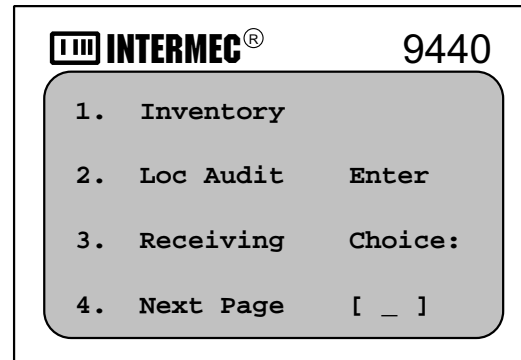 INTERMEC® 9440
1. Inventory
2. Loc Audit Enter
3. Receiving Choice:
4. Next Page [ _ ]